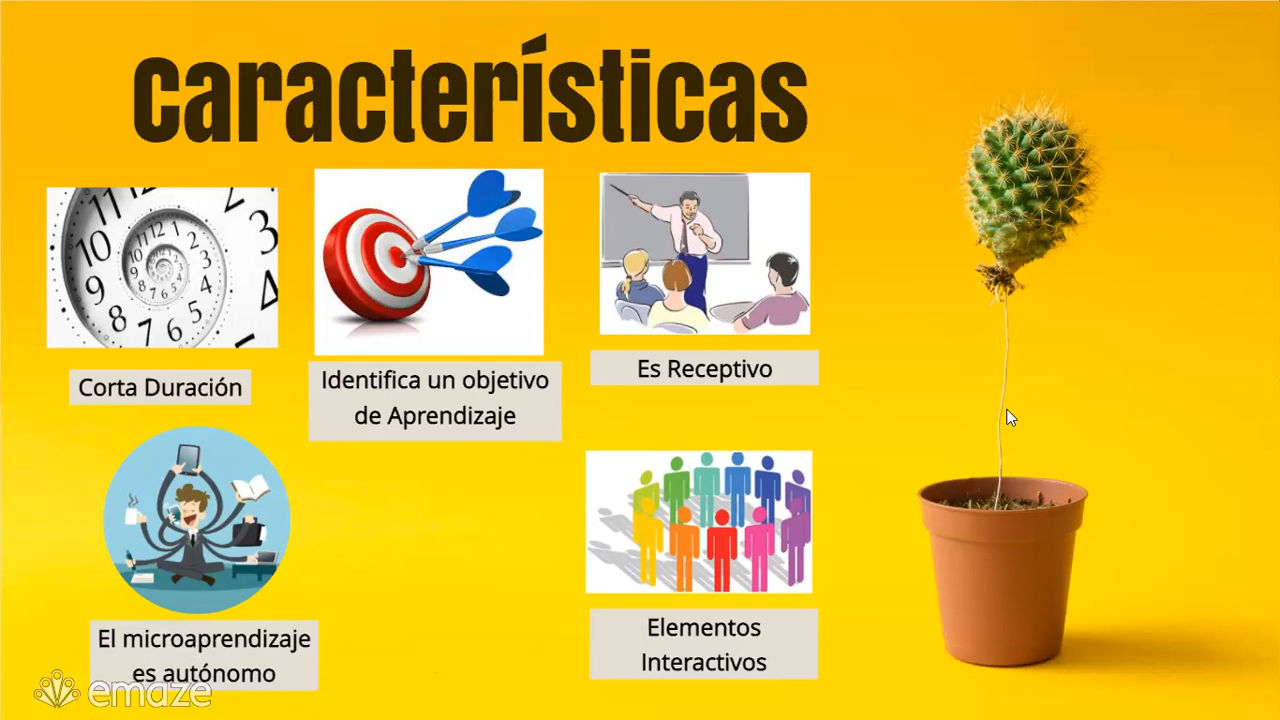 Características
Corta Duración
Identifica un objetivo
de Aprendizaje
Es Receptivo
El microaprendizaje
es autónomo
Elementos
Interactivos
emaze